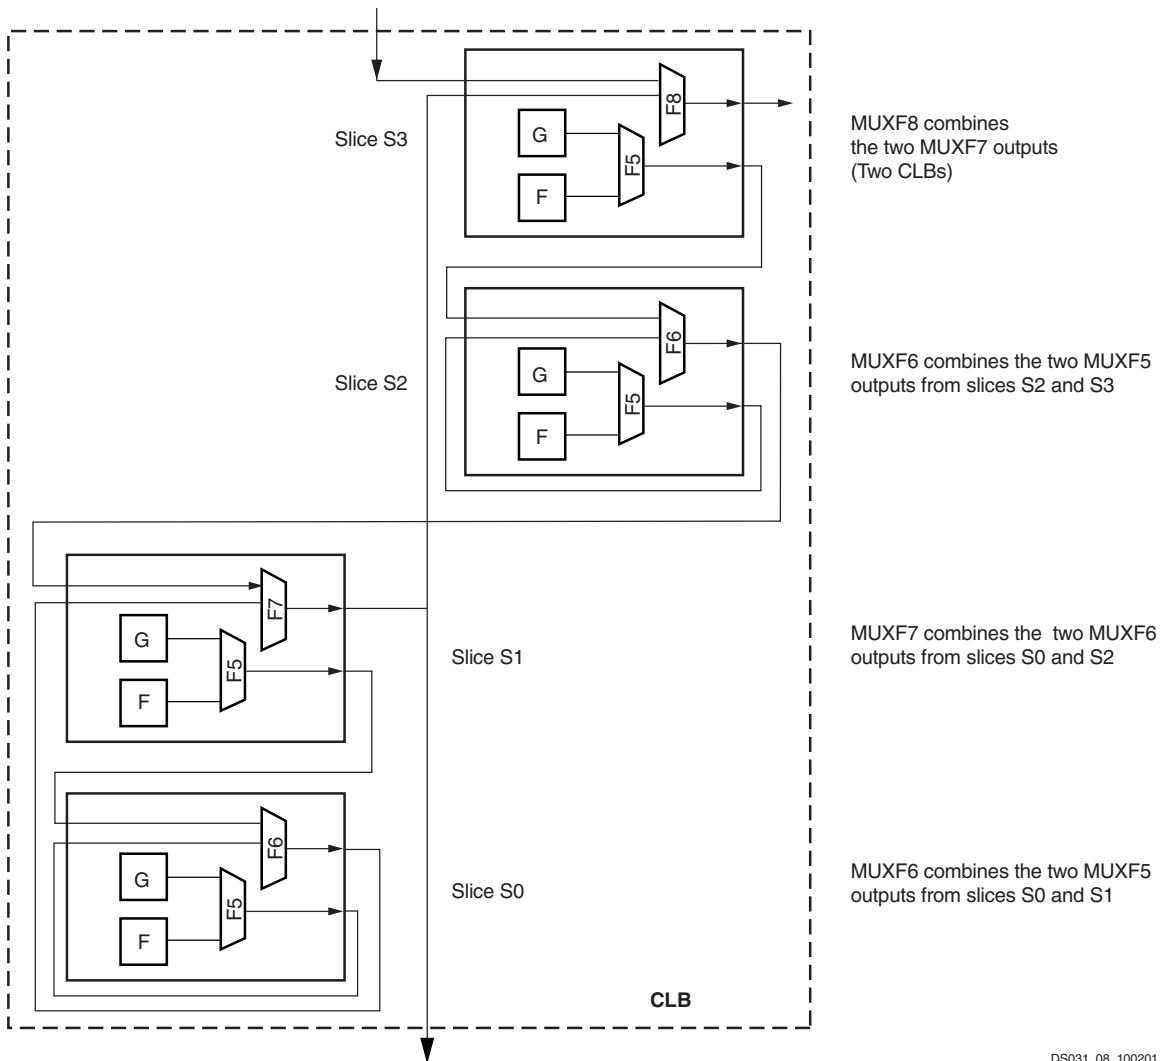 Slice S3
G
F
F5
F8
MUXF8 combines
the two MUXF7 outputs
(Two CLBs)
Slice S2
G
F
F5
F6
MUXF6 combines the two MUXF5
outputs from slices S2 and S3
G
F
F5
F7
Slice S1
MUXF7 combines the two MUXF6
outputs from slices S0 and S2
G
F
F5
F6
Slice S0
MUXF6 combines the two MUXF5
outputs from slices S0 and S1
CLB
DS031_08_100201